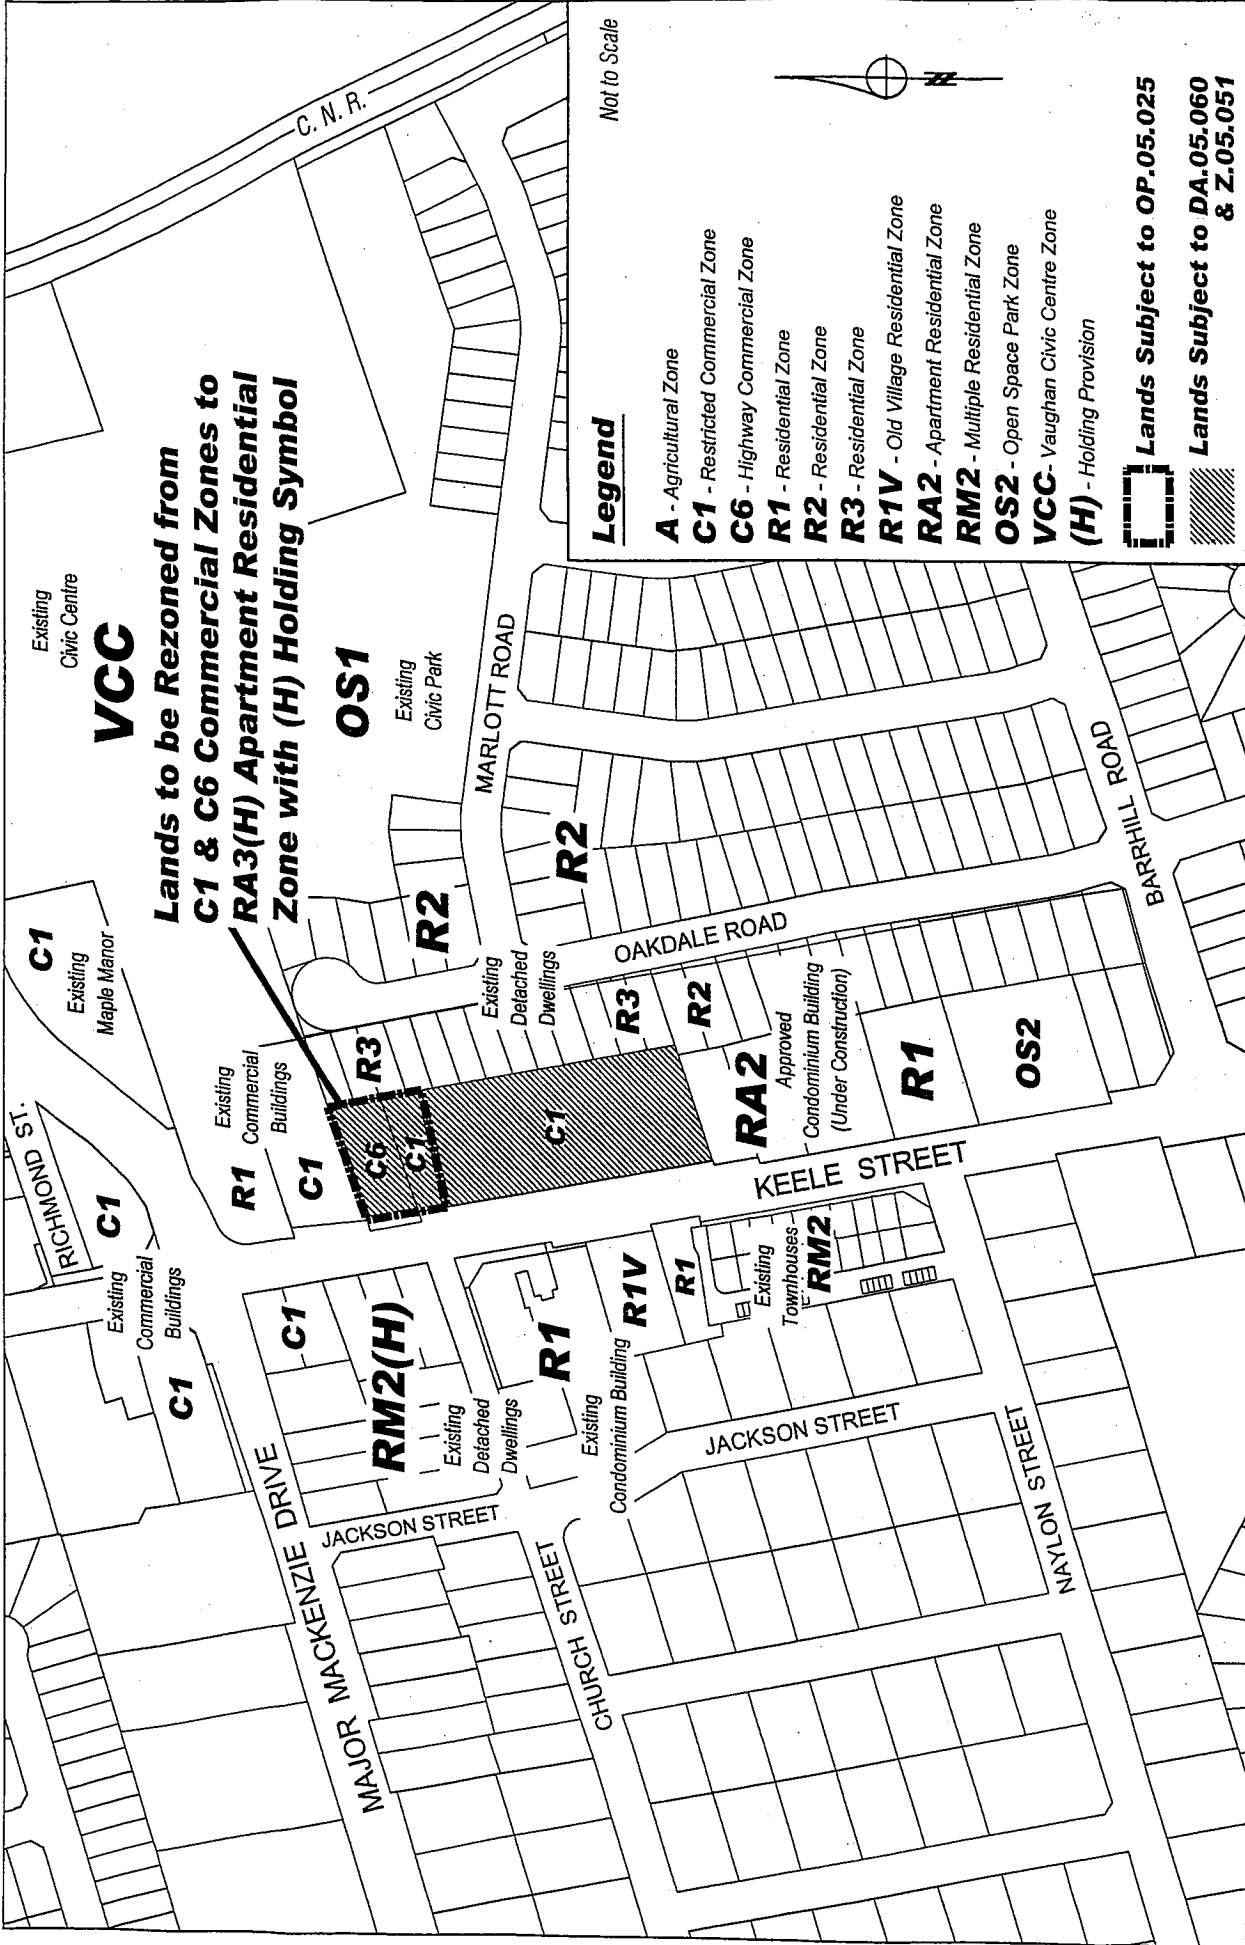 C. N. R.
Existing
Civic Centre
VCC
Lands to be Rezoned from
C1 & C6 Commercial Zones to
RA3(H) Apartment Residential
Zone with (H) Holding Symbol
OS1
Existing
Civic Park
MARLOTT ROAD
R2
R2
Existing
Detached
Dwellings
OAKDALE ROAD
BARRHILL ROAD
C1
Existing
Maple Manor
RICHMOND ST.
C1
Existing
Commercial
Buildings
C1
R1
Existing
Commercial
Buildings
C1
R3
C6
C1
C1
R3
R2
RA2
Approved
Condominium Building
(Under Construction)
R1
OS2
KEELE STREET
C1
RM2(H)
Existing
Detached
Dwellings
R1
Existing
Condominium Building
R1V
R1
Existing
Townhouses
RM2
MAJOR MACKENZIE DRIVE
JACKSON STREET
CHURCH STREET
JACKSON STREET
NAYLON STREET
Not to Scale
Legend
A - Agricultural Zone
C1 - Restricted Commercial Zone
C6 - Highway Commercial Zone
R1 - Residential Zone
R2 - Residential Zone
R3 - Residential Zone
R1V - Old Village Residential Zone
RA2 - Apartment Residential Zone
RM2 - Multiple Residential Zone
OS2 - Open Space Park Zone
VCC- Vaughan Civic Centre Zone
(H) - Holding Provision
Lands Subject to OP.05.025
Lands Subject to DA.05.060
& Z.05.051
N